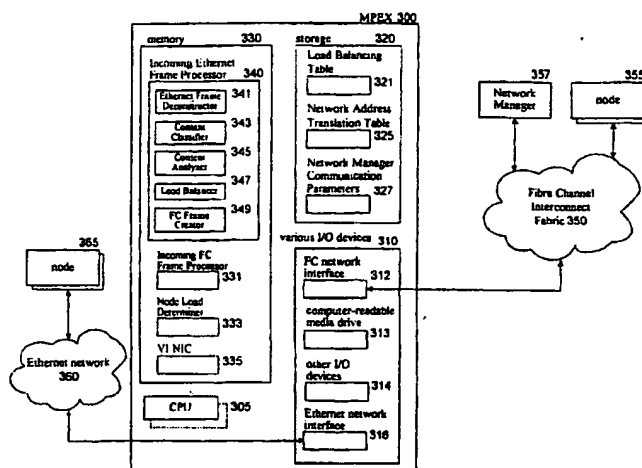 MPEX 300
memory 330
Incoming Ethernet
Frame Processor 340
Ethernet Frame
Deconstructor
341
Content
Classifier
343
Content
Analyzer
345
Load Balancer
347
FC Frame
Creator
349
Incoming FC
Frame Processor
331
Node Load
Determiner
333
VI NIC
335
CPU
305
storage 320
Load Balancing
Table
321
Network Address
Translation Table
325
Network Manager
Communication
Parameters
327
various I/O devices 310
FC network
interface
312
computer-readable
media drive
313
other I/O
devices
314
Ethernet network
interface
316
365
node
Ethernet network
360
357
Network
Manager
355
node
Fibre Channel
Interconnect
Fabric 350